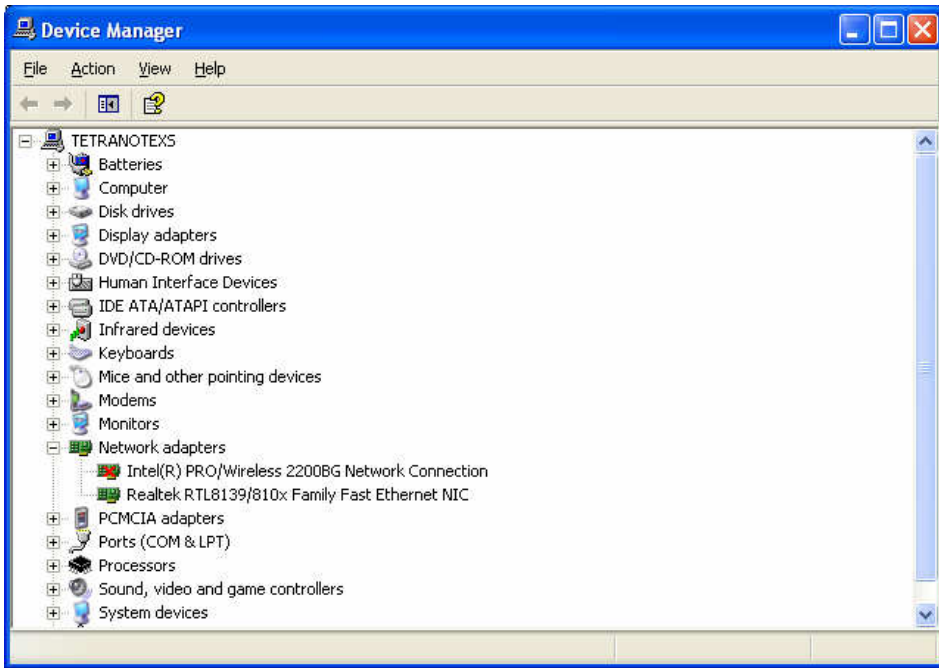 Device Manager
File Action View Help
TETRANOTEXS
Batteries
Computer
Disk drives
Display adapters
DVD/CD-ROM drives
Human Interface Devices
IDE ATA/ATAPI controllers
Infrared devices
Keyboards
Mice and other pointing devices
Modems
Monitors
Network adapters
Intel(R) PRO/Wireless 2200BG Network Connection
Realtek RTL8139/810x Family Fast Ethernet NIC
PCMCIA adapters
Ports (COM & LPT)
Processors
Sound, video and game controllers
System devices